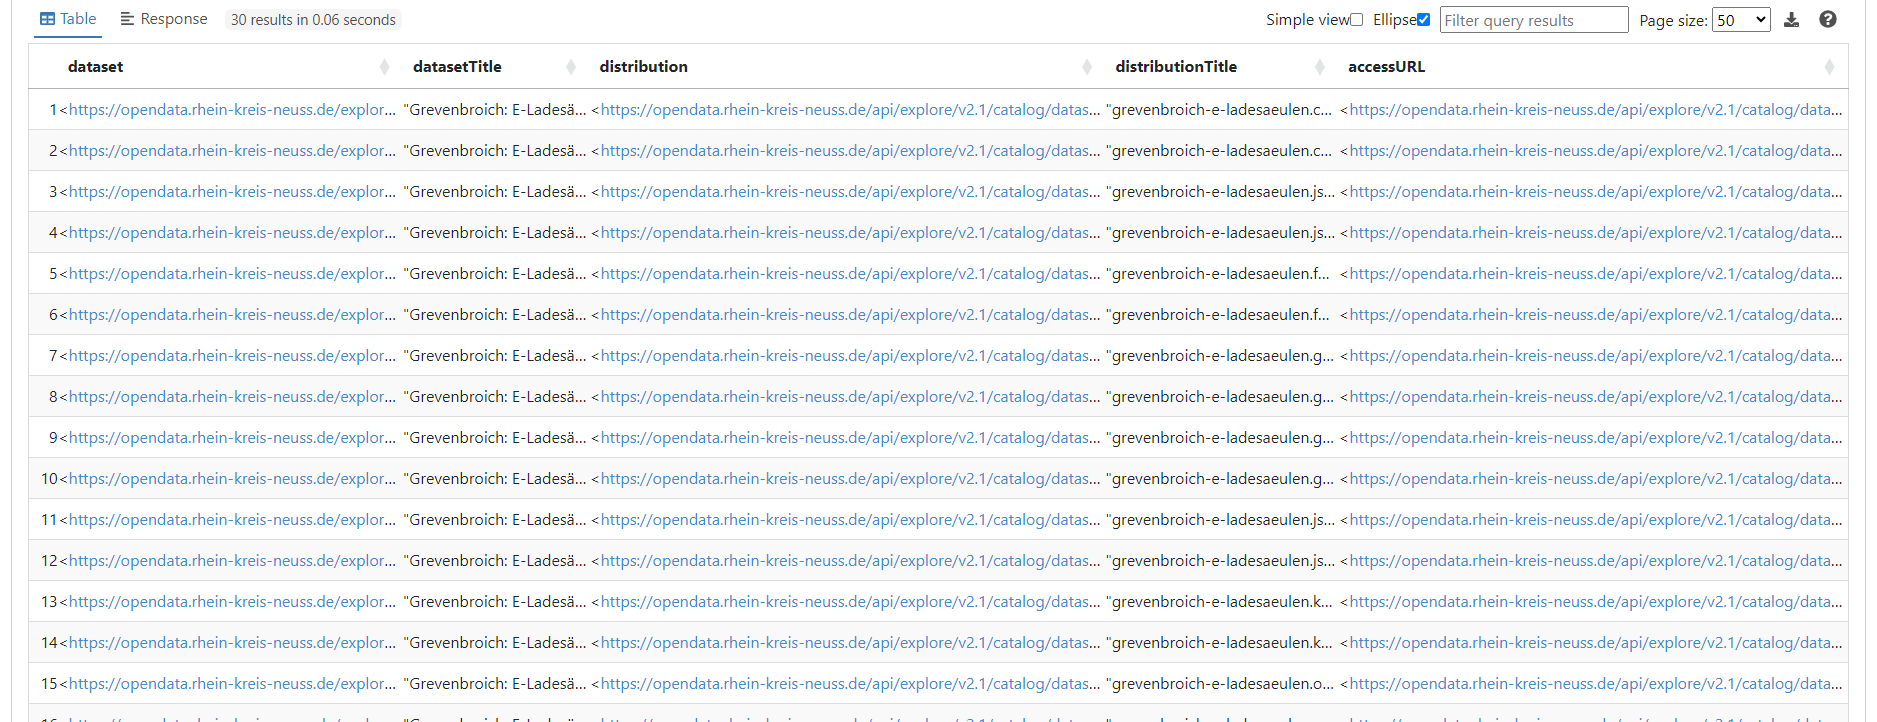 Table Response 30 results in 0.06 seconds Simple view Ellipse Filter query results Page size: 50
dataset datasetTitle distribution distributionTitle accessURL
1 <https://opendata.rhein-kreis-neuss.de/explor... "Grevenbroich: E-Ladesä... <https://opendata.rhein-kreis-neuss.de/api/explore/v2.1/catalog/datas... "grevenbroich-e-ladesaeulen.c... <https://opendata.rhein-kreis-neuss.de/api/explore/v2.1/catalog/data...
2 <https://opendata.rhein-kreis-neuss.de/explor... "Grevenbroich: E-Ladesä... <https://opendata.rhein-kreis-neuss.de/api/explore/v2.1/catalog/datas... "grevenbroich-e-ladesaeulen.c... <https://opendata.rhein-kreis-neuss.de/api/explore/v2.1/catalog/data...
3 <https://opendata.rhein-kreis-neuss.de/explor... "Grevenbroich: E-Ladesä... <https://opendata.rhein-kreis-neuss.de/api/explore/v2.1/catalog/datas... "grevenbroich-e-ladesaeulen.js... <https://opendata.rhein-kreis-neuss.de/api/explore/v2.1/catalog/data...
4 <https://opendata.rhein-kreis-neuss.de/explor... "Grevenbroich: E-Ladesä... <https://opendata.rhein-kreis-neuss.de/api/explore/v2.1/catalog/datas... "grevenbroich-e-ladesaeulen.js... <https://opendata.rhein-kreis-neuss.de/api/explore/v2.1/catalog/data...
5 <https://opendata.rhein-kreis-neuss.de/explor... "Grevenbroich: E-Ladesä... <https://opendata.rhein-kreis-neuss.de/api/explore/v2.1/catalog/datas... "grevenbroich-e-ladesaeulen.f... <https://opendata.rhein-kreis-neuss.de/api/explore/v2.1/catalog/data...
6 <https://opendata.rhein-kreis-neuss.de/explor... "Grevenbroich: E-Ladesä... <https://opendata.rhein-kreis-neuss.de/api/explore/v2.1/catalog/datas... "grevenbroich-e-ladesaeulen.f... <https://opendata.rhein-kreis-neuss.de/api/explore/v2.1/catalog/data...
7 <https://opendata.rhein-kreis-neuss.de/explor... "Grevenbroich: E-Ladesä... <https://opendata.rhein-kreis-neuss.de/api/explore/v2.1/catalog/datas... "grevenbroich-e-ladesaeulen.g... <https://opendata.rhein-kreis-neuss.de/api/explore/v2.1/catalog/data...
8 <https://opendata.rhein-kreis-neuss.de/explor... "Grevenbroich: E-Ladesä... <https://opendata.rhein-kreis-neuss.de/api/explore/v2.1/catalog/datas... "grevenbroich-e-ladesaeulen.g... <https://opendata.rhein-kreis-neuss.de/api/explore/v2.1/catalog/data...
9 <https://opendata.rhein-kreis-neuss.de/explor... "Grevenbroich: E-Ladesä... <https://opendata.rhein-kreis-neuss.de/api/explore/v2.1/catalog/datas... "grevenbroich-e-ladesaeulen.g... <https://opendata.rhein-kreis-neuss.de/api/explore/v2.1/catalog/data...
10 <https://opendata.rhein-kreis-neuss.de/explor... "Grevenbroich: E-Ladesä... <https://opendata.rhein-kreis-neuss.de/api/explore/v2.1/catalog/datas... "grevenbroich-e-ladesaeulen.g... <https://opendata.rhein-kreis-neuss.de/api/explore/v2.1/catalog/data...
11 <https://opendata.rhein-kreis-neuss.de/explor... "Grevenbroich: E-Ladesä... <https://opendata.rhein-kreis-neuss.de/api/explore/v2.1/catalog/datas... "grevenbroich-e-ladesaeulen.js... <https://opendata.rhein-kreis-neuss.de/api/explore/v2.1/catalog/data...
12 <https://opendata.rhein-kreis-neuss.de/explor... "Grevenbroich: E-Ladesä... <https://opendata.rhein-kreis-neuss.de/api/explore/v2.1/catalog/datas... "grevenbroich-e-ladesaeulen.js... <https://opendata.rhein-kreis-neuss.de/api/explore/v2.1/catalog/data...
13 <https://opendata.rhein-kreis-neuss.de/explor... "Grevenbroich: E-Ladesä... <https://opendata.rhein-kreis-neuss.de/api/explore/v2.1/catalog/datas... "grevenbroich-e-ladesaeulen.k... <https://opendata.rhein-kreis-neuss.de/api/explore/v2.1/catalog/data...
14 <https://opendata.rhein-kreis-neuss.de/explor... "Grevenbroich: E-Ladesä... <https://opendata.rhein-kreis-neuss.de/api/explore/v2.1/catalog/datas... "grevenbroich-e-ladesaeulen.k... <https://opendata.rhein-kreis-neuss.de/api/explore/v2.1/catalog/data...
15 <https://opendata.rhein-kreis-neuss.de/explor... "Grevenbroich: E-Ladesä... <https://opendata.rhein-kreis-neuss.de/api/explore/v2.1/catalog/datas... "grevenbroich-e-ladesaeulen.o... <https://opendata.rhein-kreis-neuss.de/api/explore/v2.1/catalog/data...